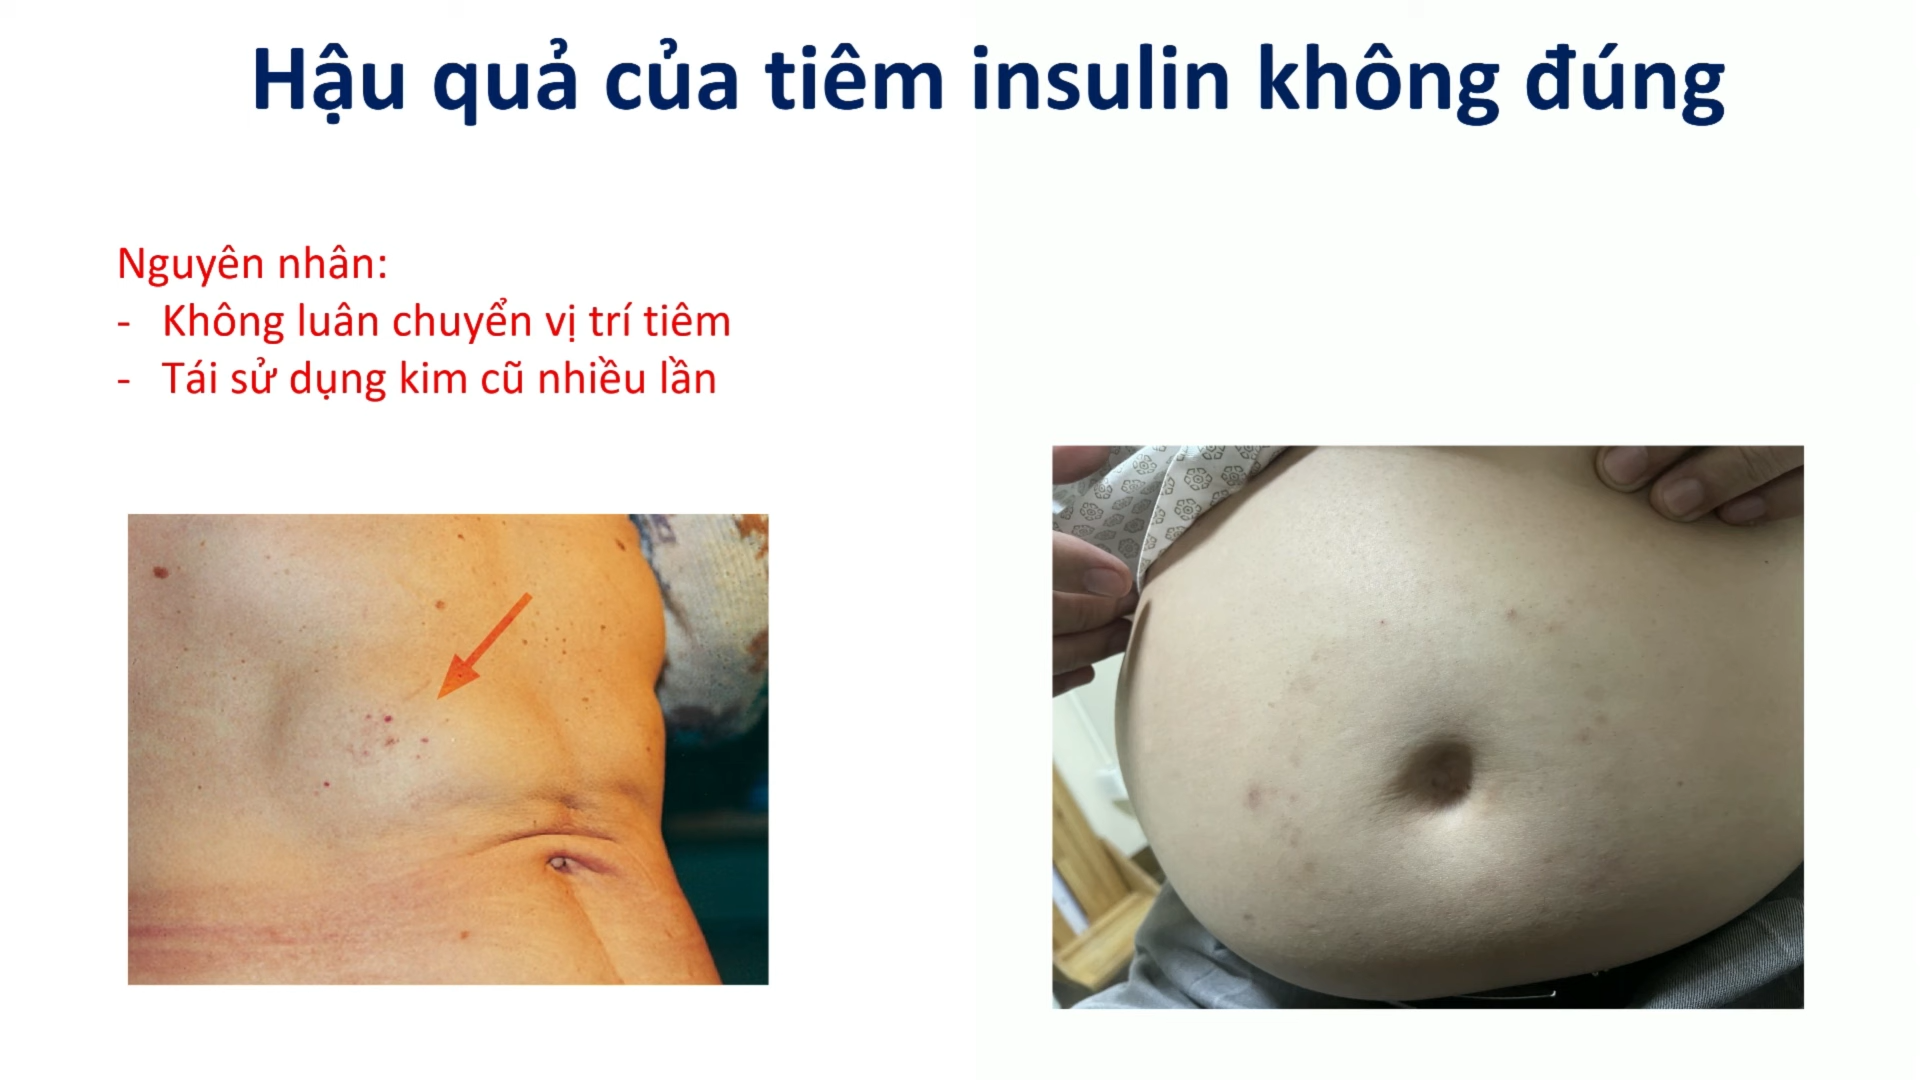 Hậu quả của tiêm insulin không đúng
Nguyên nhân:
- Không luân chuyển vị trí tiêm
- Tái sử dụng kim cũ nhiều lần